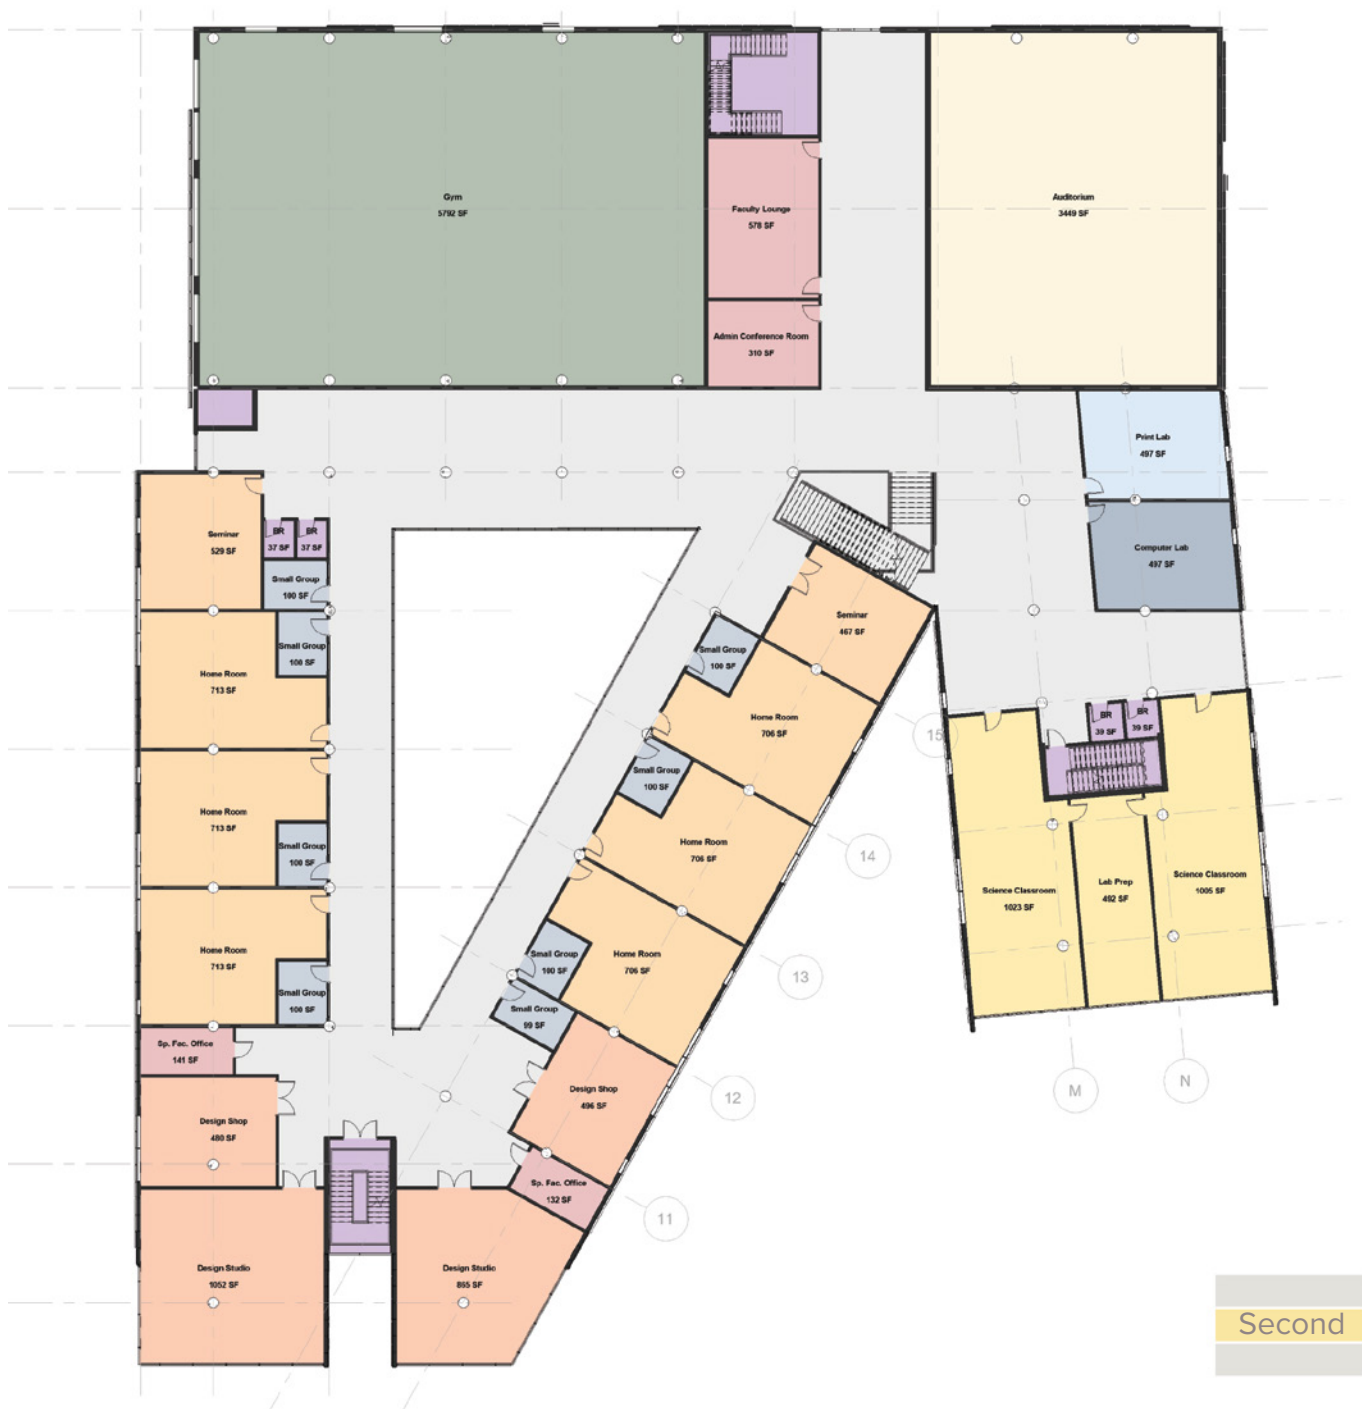 Gym
5792 SF
Faculty Lounge
578 SF
Auditorium
3449 SF
Admin Conference Room
310 SF
Print Lab
497 SF
Computer Lab
497 SF
Seminar
529 SF
BR
37 SF
BR
37 SF
Small Group
100 SF
Small Group
100 SF
Home Room
713 SF
Home Room
713 SF
Small Group
100 SF
Home Room
713 SF
Small Group
100 SF
Sp. Fac. Office
141 SF
Design Shop
480 SF
Design Studio
1052 SF
Seminar
467 SF
Small Group
100 SF
Home Room
706 SF
Small Group
100 SF
Home Room
706 SF
Small Group
100 SF
Home Room
706 SF
Small Group
99 SF
Design Shop
496 SF
Sp. Fac. Office
132 SF
Design Studio
865 SF
BR
39 SF
BR
39 SF
Science Classroom
1023 SF
Lab Prep
492 SF
Science Classroom
1005 SF
15
14
13
12
11
M
N
Second